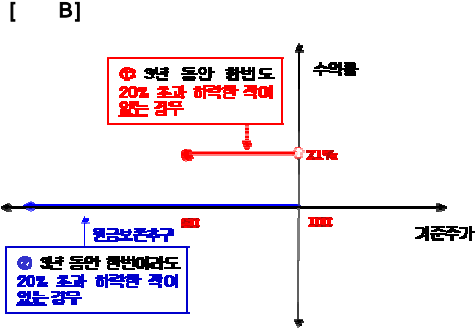 [ B]
① 3년 동안 한번도
20% 초과 하락한 적이
있는 경우
수익률
21%
원금보존추구
기준주가
② 3년 동안 한번이라도
20% 초과 하락한 적이
있는 경우